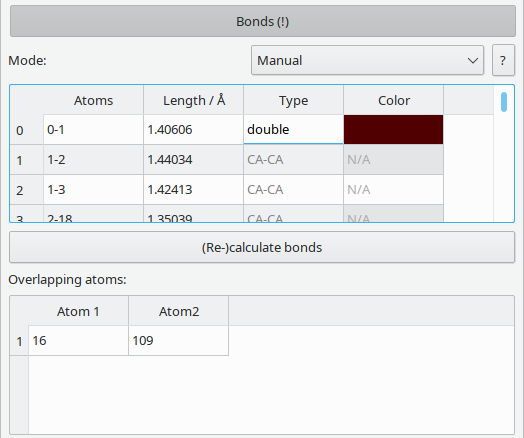 Bonds (!)
Mode: Manual ?
Atoms Length / Å Type Color
0 0-1 1.40606 double
1 1-2 1.44034 CA-CA N/A
2 1-3 1.42413 CA-CA N/A
3 2-18 1.35039 CA-CA N/A
(Re-)calculate bonds
Overlapping atoms:
Atom 1 Atom2
1 16 109